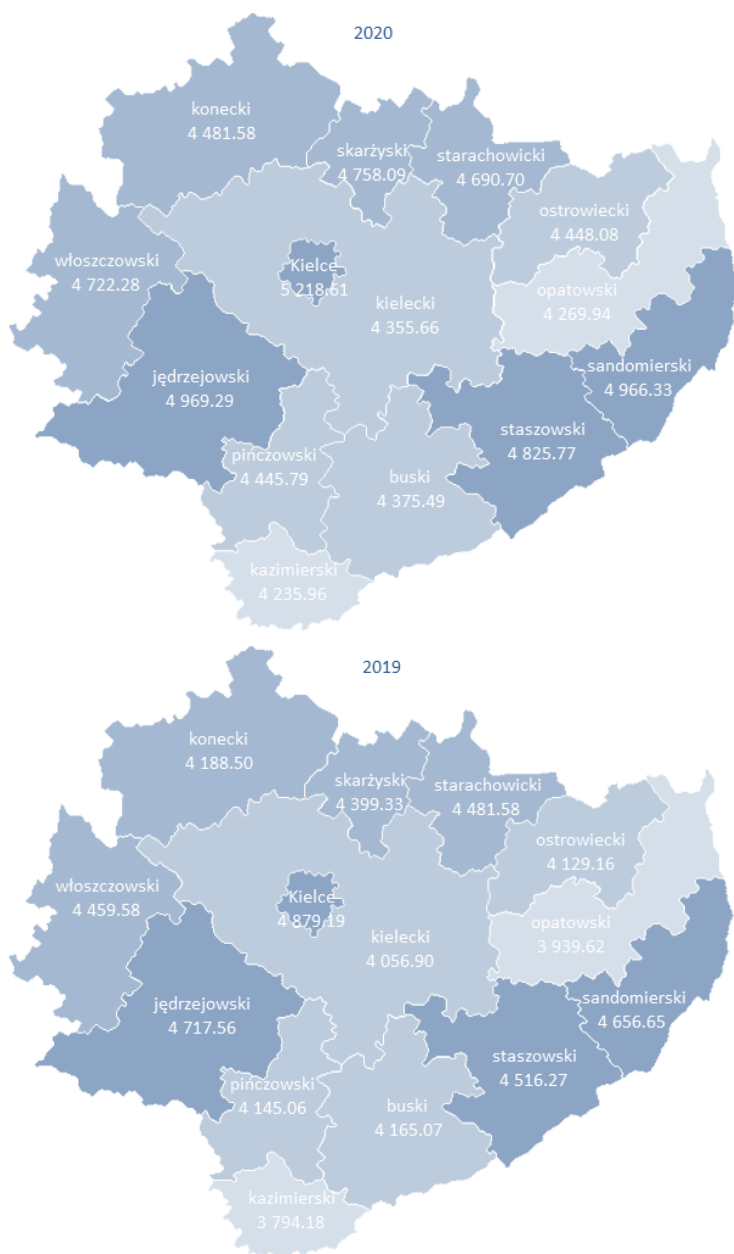 2020
konecki
4 481.58
skarżyski
4 758.09
starachowicki
4 690.70
ostrowiecki
4 448.08
włoszczowski
4 722.28
Kielce
5 218.61
kielecki
4 355.66
opatowski
4 269.94
sandomierski
4 966.33
jędrzejowski
4 969.29
staszowski
4 825.77
pińczowski
4 445.79
buski
4 375.49
kazimierski
4 235.96
2019
konecki
4 188.50
skarżyski
4 399.33
starachowicki
4 481.58
ostrowiecki
4 129.16
włoszczowski
4 459.58
Kielce
4 879.19
kielecki
4 056.90
opatowski
3 939.62
sandomierski
4 656.65
jędrzejowski
4 717.56
staszowski
4 516.27
pińczowski
4 145.06
buski
4 165.07
kazimierski
3 794.18